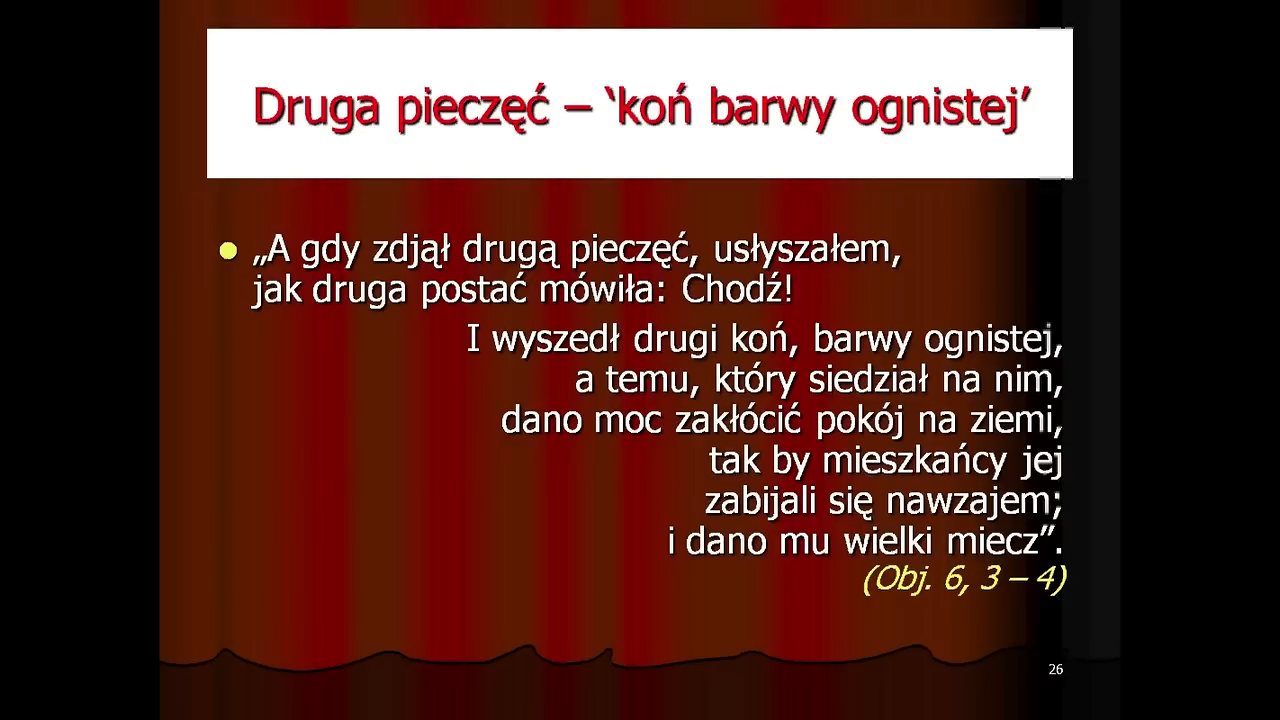 Druga pieczęć – ‘koń barwy ognistej’
„A gdy zdjął drugą pieczęć, usłyszałem,
jak druga postać mówiła: Chodź!
I wyszedł drugi koń, barwy ognistej,
a temu, który siedział na nim,
dano moc zakłócić pokój na ziemi,
tak by mieszkańcy jej
zabijali się nawzajem;
i dano mu wielki miecz”.
(Obj. 6, 3 – 4)
26